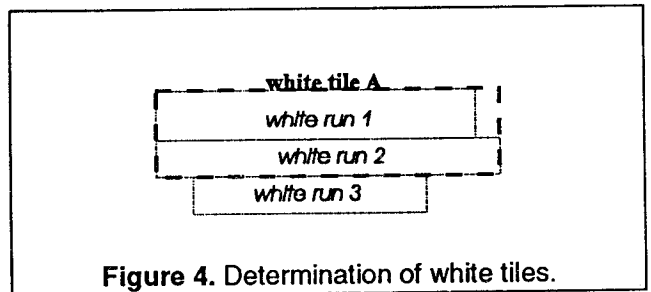 white tile A
white run 1
white run 2
white run 3
Figure 4. Determination of white tiles.